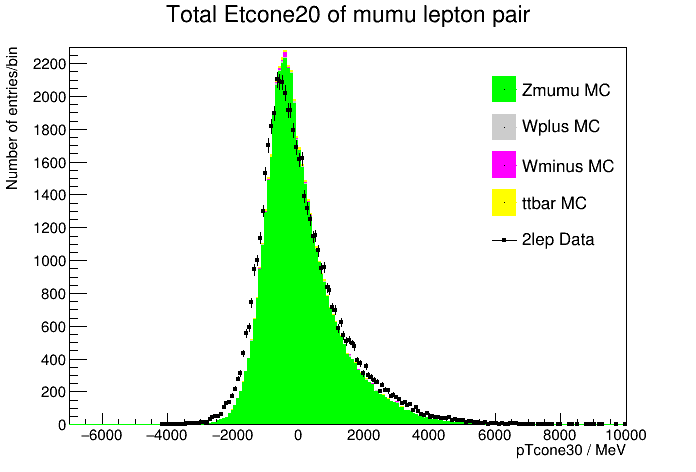 Total Etcone20 of mumu lepton pair
Number of entries/bin
2200
2000
1800
1600
1400
1200
1000
800
600
400
200
0
Zmumu MC
Wplus MC
Wminus MC
ttbar MC
2lep Data
−6000 −4000 −2000 0 2000 4000 6000 8000 10000
pTcone30 / MeV